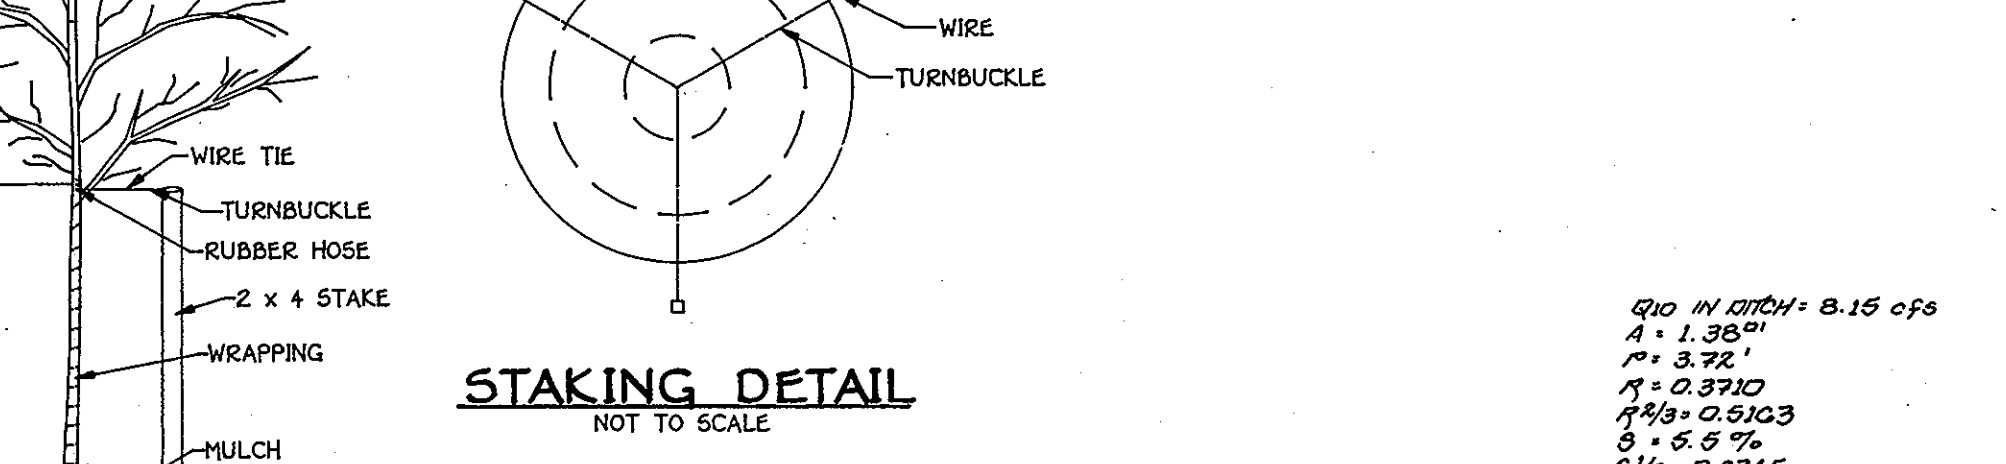 WIRE
TURNBUCKLE
WIRE TIE
TURNBUCKLE
RUBBER HOSE
2 x 4 STAKE
WRAPPING
MULCH
STAKING DETAIL
NOT TO SCALE
Q10 IN DITCH = 8.15 cfs
A = 1.38□'
P = 3.72'
R = 0.3710
R2/3 = 0.5163
S = 5.5 %